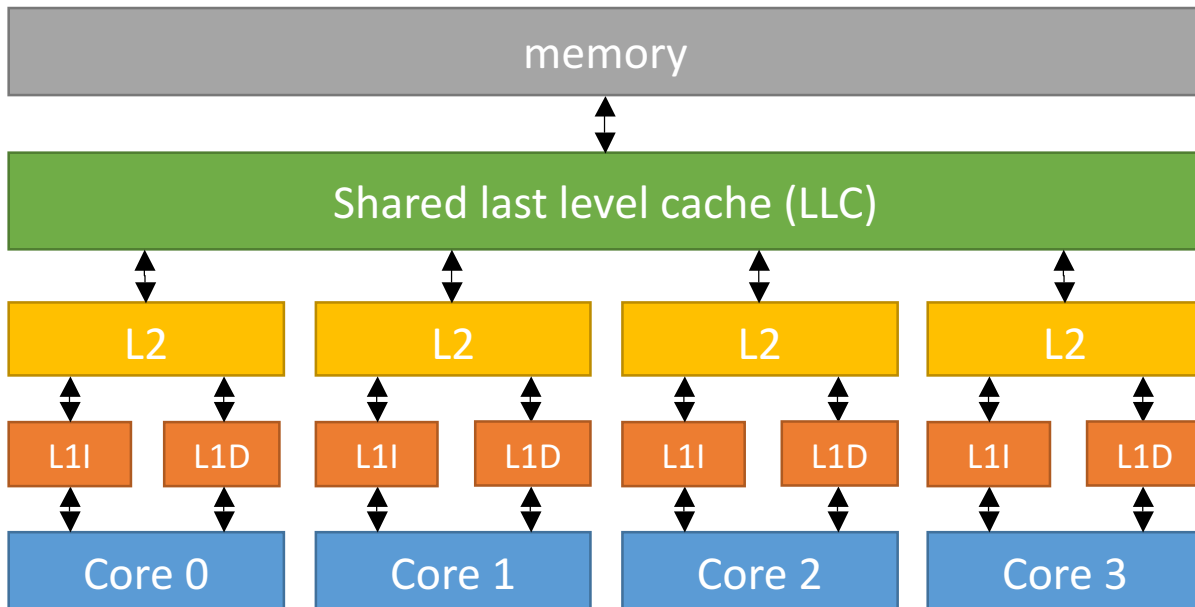 memory
Shared last level cache (LLC)
L2 L2 L2 L2
L1I L1D L1I L1D L1I L1D L1I L1D
Core 0 Core 1 Core 2 Core 3